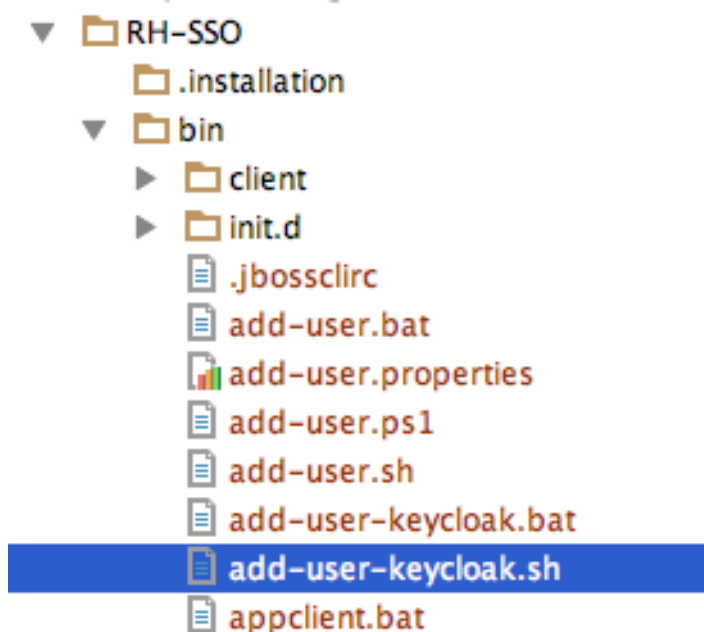 RH-SSO
.installation
bin
client
init.d
.jbossclirc
add-user.bat
add-user.properties
add-user.ps1
add-user.sh
add-user-keycloak.bat
add-user-keycloak.sh
appclient.bat